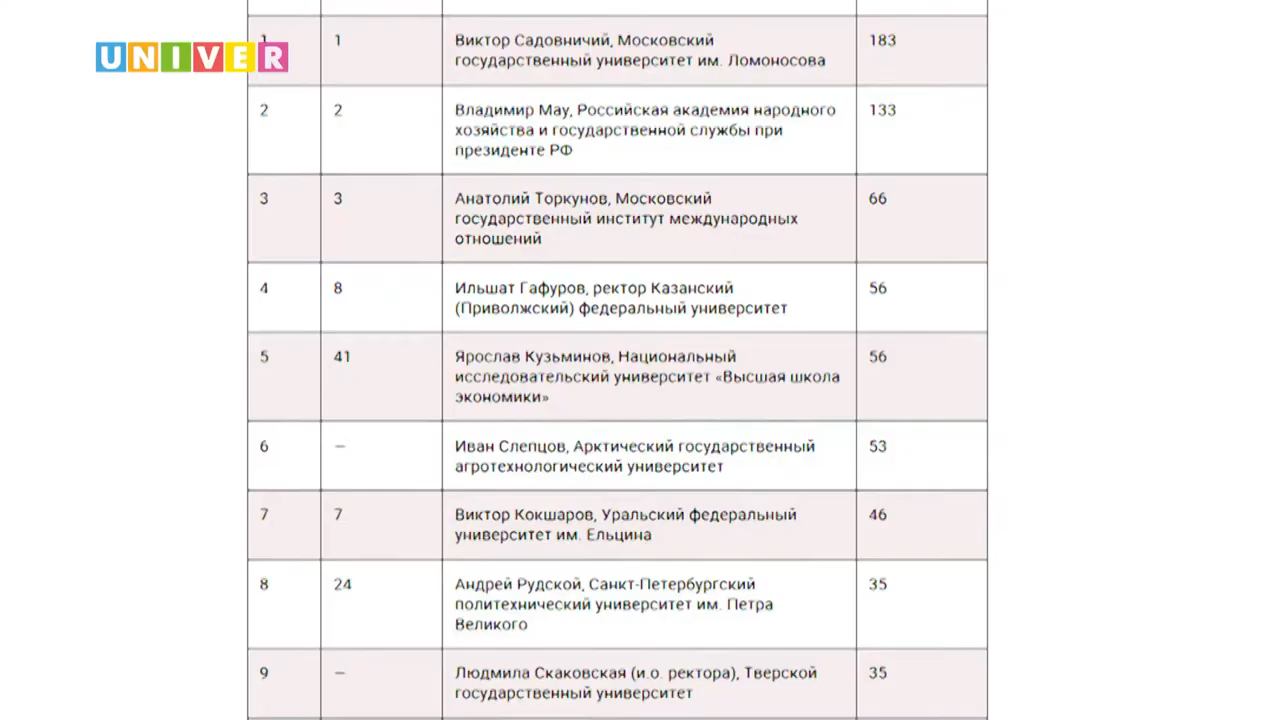 UNIVER
1 1 Виктор Садовничий, Московский 183
государственный университет им. Ломоносова
2 2 Владимир Мау, Российская академия народного 133
хозяйства и государственной службы при
президенте РФ
3 3 Анатолий Торкунов, Московский 66
государственный институт международных
отношений
4 8 Ильшат Гафуров, ректор Казанский 56
(Приволжский) федеральный университет
5 41 Ярослав Кузьминов, Национальный 56
исследовательский университет «Высшая школа
экономики»
6 – Иван Слепцов, Арктический государственный 53
агротехнологический университет
7 7 Виктор Кокшаров, Уральский федеральный 46
университет им. Ельцина
8 24 Андрей Рудской, Санкт-Петербургский 35
политехнический университет им. Петра
Великого
9 – Людмила Скаковская (и.о. ректора), Тверской 35
государственный университет